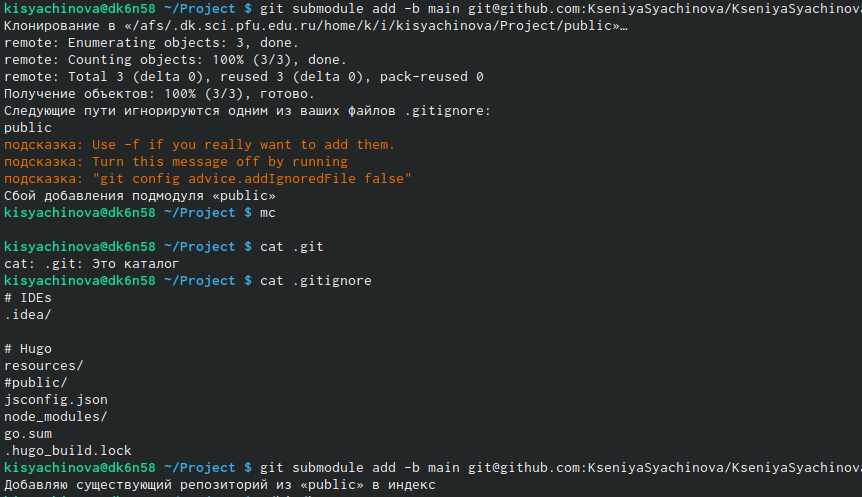 kisyachinova@dk6n58 ~/Project $ git submodule add -b main git@github.com:KseniyaSyachinova/KseniyaSyachinov
Клонирование в «/afs/.dk.sci.pfu.edu.ru/home/k/i/kisyachinova/Project/public»…
remote: Enumerating objects: 3, done.
remote: Counting objects: 100% (3/3), done.
remote: Total 3 (delta 0), reused 3 (delta 0), pack-reused 0
Получение объектов: 100% (3/3), готово.
Следующие пути игнорируются одним из ваших файлов .gitignore:
public
подсказка: Use -f if you really want to add them.
подсказка: Turn this message off by running
подсказка: "git config advice.addIgnoredFile false"
Сбой добавления подмодуля «public»
kisyachinova@dk6n58 ~/Project $ mc
kisyachinova@dk6n58 ~/Project $ cat .git
cat: .git: Это каталог
kisyachinova@dk6n58 ~/Project $ cat .gitignore
# IDEs
.idea/
# Hugo
resources/
#public/
jsconfig.json
node_modules/
go.sum
.hugo_build.lock
kisyachinova@dk6n58 ~/Project $ git submodule add -b main git@github.com:KseniyaSyachinova/KseniyaSyachinov
Добавляю существующий репозиторий из «public» в индекс